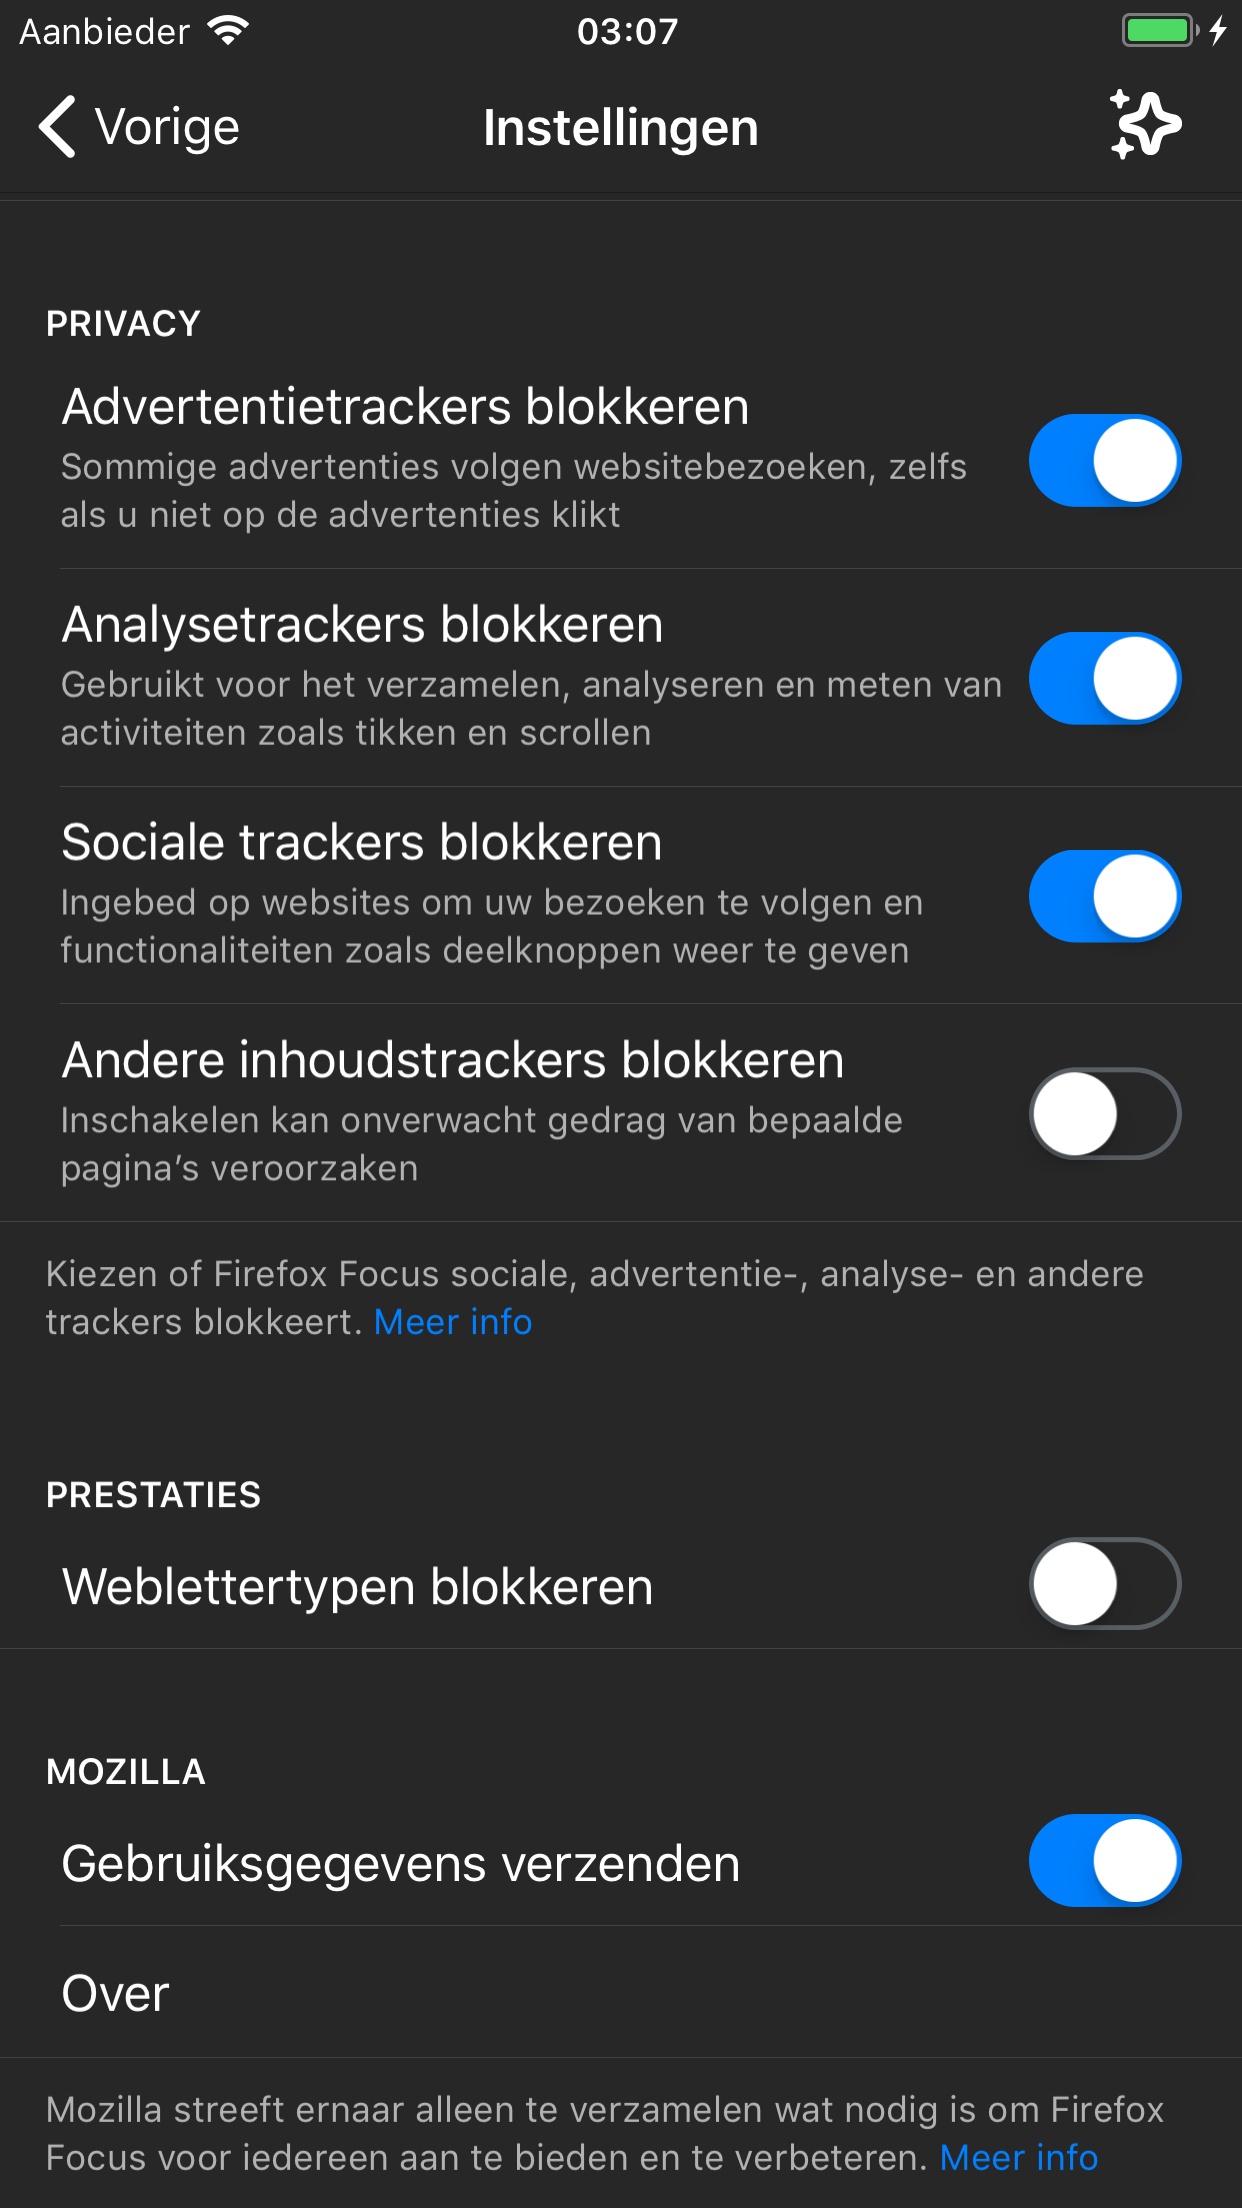 Aanbieder 03:07
Vorige Instellingen
PRIVACY
Advertentietrackers blokkeren
Sommige advertenties volgen websitebezoeken, zelfs
als u niet op de advertenties klikt
Analysetrackers blokkeren
Gebruikt voor het verzamelen, analyseren en meten van
activiteiten zoals tikken en scrollen
Sociale trackers blokkeren
Ingebed op websites om uw bezoeken te volgen en
functionaliteiten zoals deelknoppen weer te geven
Andere inhoudstrackers blokkeren
Inschakelen kan onverwacht gedrag van bepaalde
pagina’s veroorzaken
Kiezen of Firefox Focus sociale, advertentie-, analyse- en andere
trackers blokkeert. Meer info
PRESTATIES
Weblettertypen blokkeren
MOZILLA
Gebruiksgegevens verzenden
Over
Mozilla streeft ernaar alleen te verzamelen wat nodig is om Firefox
Focus voor iedereen aan te bieden en te verbeteren. Meer info